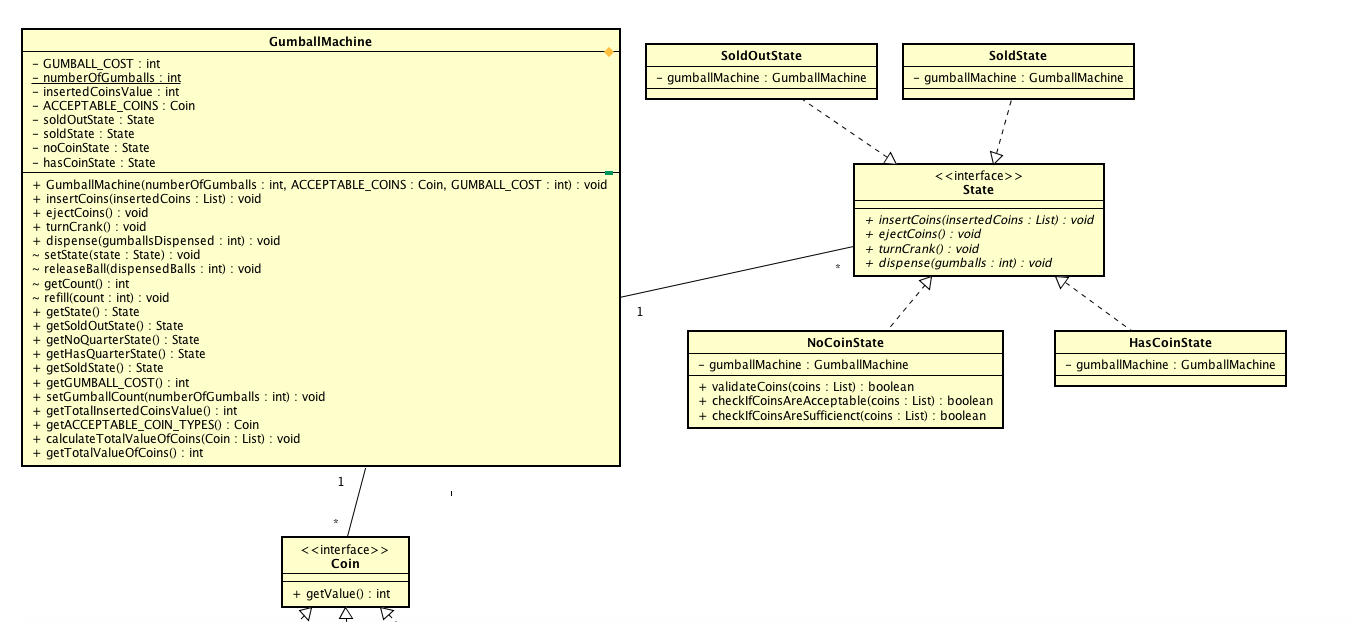 GumballMachine
- GUMBALL_COST : int
- numberOfGumballs : int
- insertedCoinsValue : int
- ACCEPTABLE_COINS : Coin
- soldOutState : State
- soldState : State
- noCoinState : State
- hasCoinState : State
+ GumballMachine(numberOfGumballs : int, ACCEPTABLE_COINS : Coin, GUMBALL_COST : int) : void
+ insertCoins(insertedCoins : List) : void
+ ejectCoins() : void
+ turnCrank() : void
+ dispense(gumballsDispensed : int) : void
~ setState(state : State) : void
~ releaseBall(dispensedBalls : int) : void
~ getCount() : int
~ refill(count : int) : void
+ getState() : State
+ getSoldOutState() : State
+ getNoQuarterState() : State
+ getHasQuarterState() : State
+ getSoldState() : State
+ getGUMBALL_COST() : int
+ setGumballCount(numberOfGumballs : int) : void
+ getTotalInsertedCoinsValue() : int
+ getACCEPTABLE_COIN_TYPES() : Coin
+ calculateTotalValueOfCoins(Coin : List) : void
+ getTotalValueOfCoins() : int
SoldOutState
- gumballMachine : GumballMachine
SoldState
- gumballMachine : GumballMachine
<<interface>>
State
+ insertCoins(insertedCoins : List) : void
+ ejectCoins() : void
+ turnCrank() : void
+ dispense(gumballs : int) : void
*
1
NoCoinState
- gumballMachine : GumballMachine
+ validateCoins(coins : List) : boolean
+ checkIfCoinsAreAcceptable(coins : List) : boolean
+ checkIfCoinsAreSufficienct(coins : List) : boolean
HasCoinState
- gumballMachine : GumballMachine
1
*
<<interface>>
Coin
+ getValue() : int